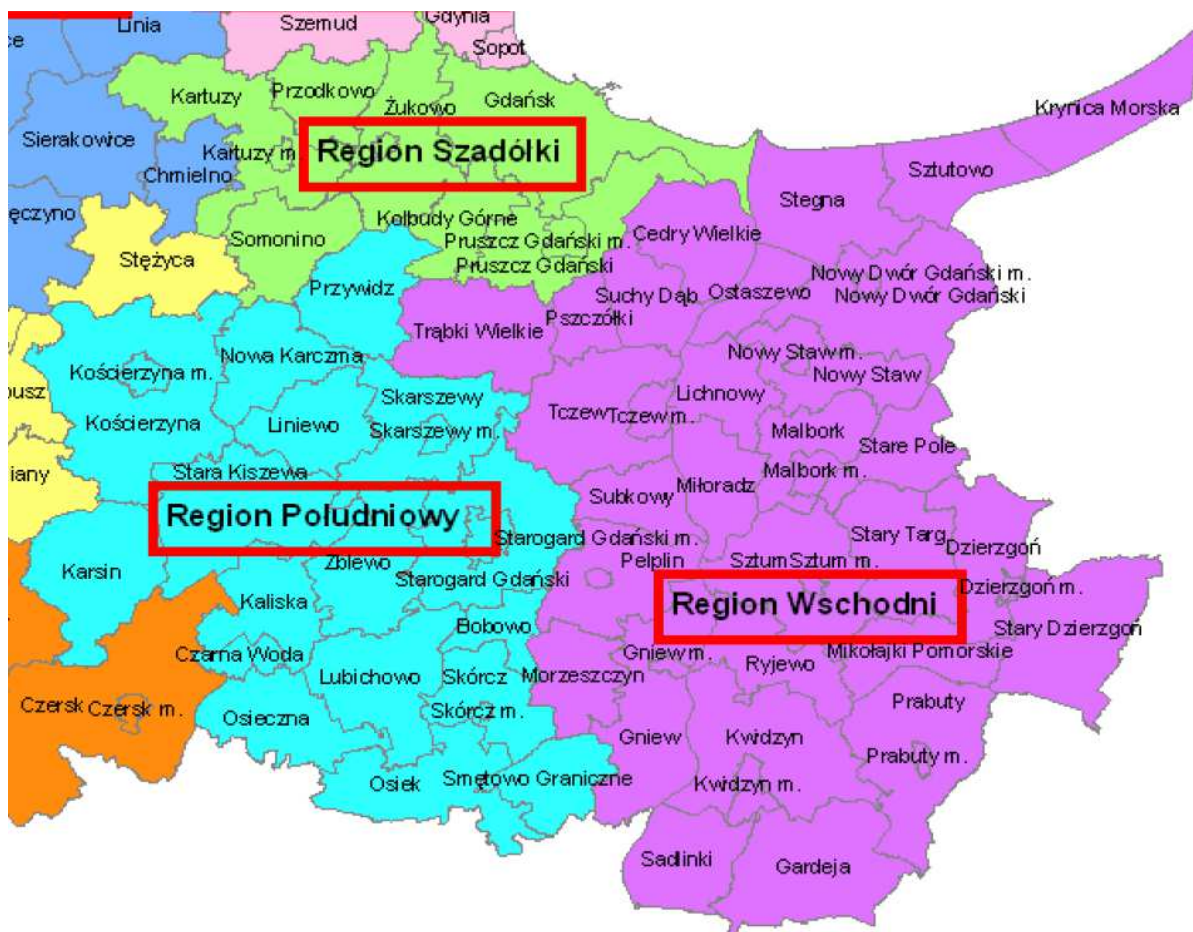 Linia
Szemud
Gdynia
Sopot
ce
Kartuzy
Przodkowo
Żukowo
Gdańsk
Krynica Morska
Sierakowice
Kartuzy m.
Region Szadółki
Chmielno
Sztutowo
Stegna
ęczyno
Somonino
Kolbudy Górne
Cedry Wielkie
Pruszcz Gdański m.
Pruszcz Gdański
Stężyca
Przywidz
Suchy Dąb
Ostaszewo
Nowy Dwór Gdański m.
Nowy Dwór Gdański
Pszczółki
Trąbki Wielkie
Nowa Karczma
Kościerzyna m.
Nowy Staw m.
Nowy Staw
busz
Skarszewy
Lichnowy
Kościerzyna
Liniewo
Skarszewy m.
Tczew
Tczew m.
Malbork
Stare Pole
iany
Stara Kiszewa
Malbork m.
Miłoradz
Subkowy
Region Południowy
Starogard Gdański m.
Stary Targ
Dzierzgoń
Pelplin
Sztum
Sztum m.
Karsin
Zblewo
Starogard Gdański
Dzierzgoń m.
Kaliska
Region Wschodni
Bobowo
Stary Dzierzgoń
Czarna Woda
Gniew m.
Mikołajki Pomorskie
Lubichowo
Skórcz
Morzeszczyn
Ryjewo
Czersk
Czersk m.
Skórcz m.
Prabuty
Osieczna
Gniew
Kwidzyn
Prabuty m.
Osiek
Smętowo Graniczne
Kwidzyn m.
Sadlinki
Gardeja